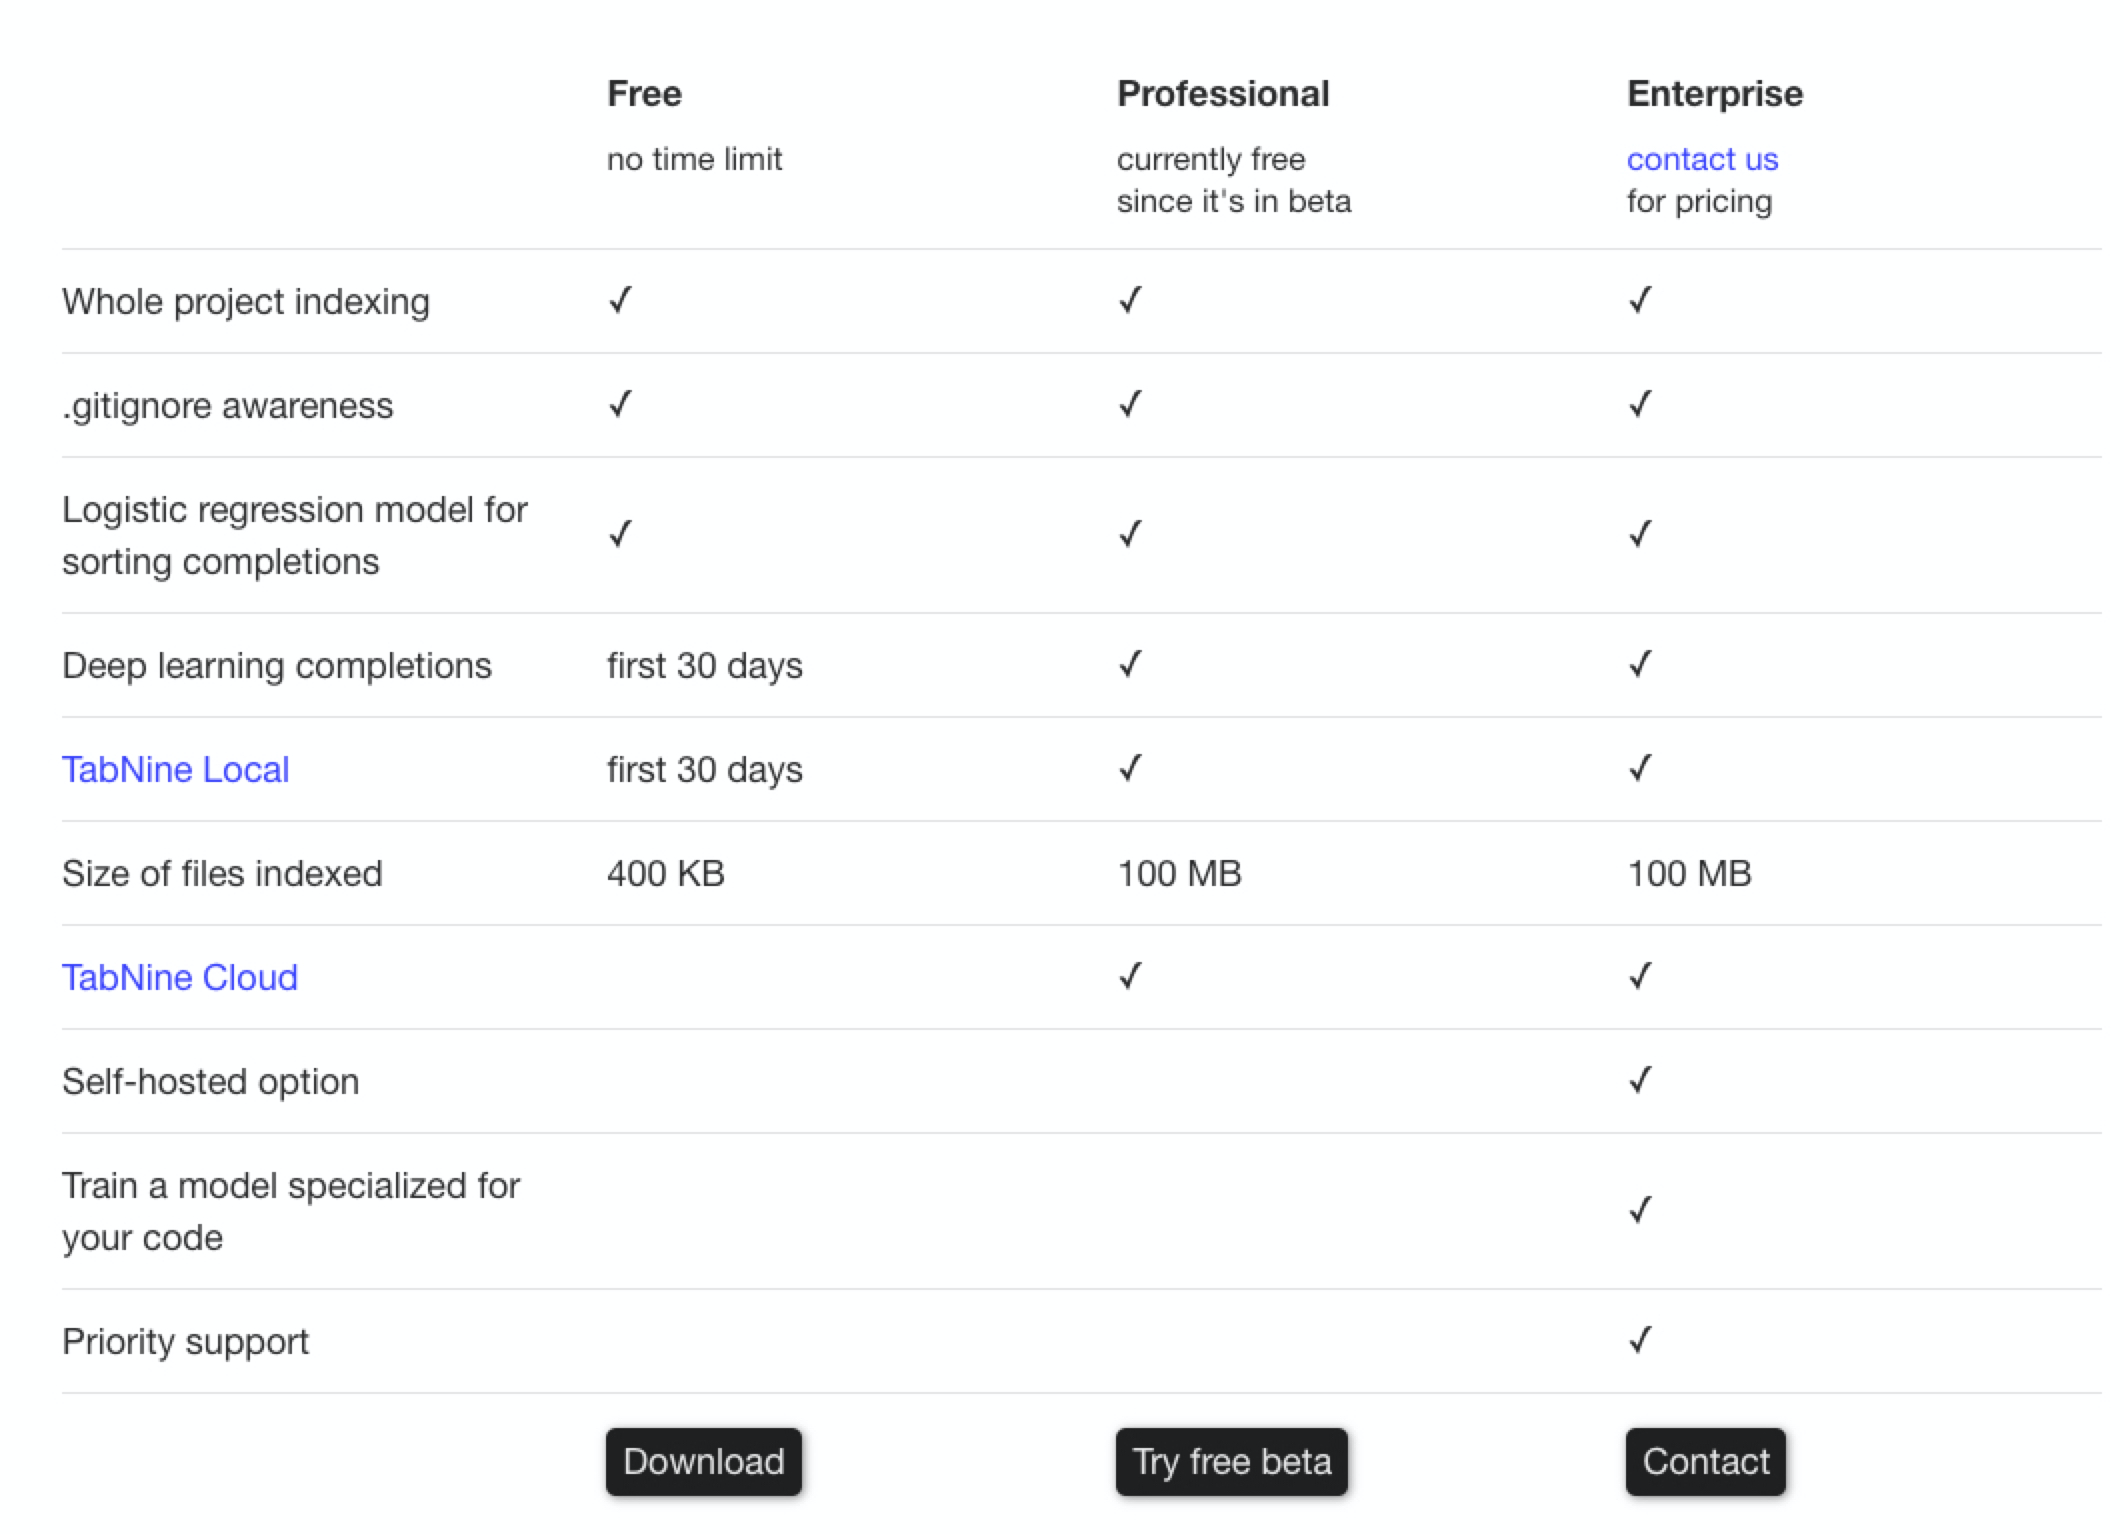 Free Professional Enterprise
no time limit currently free contact us
since it's in beta for pricing
Whole project indexing ✓ ✓ ✓
.gitignore awareness ✓ ✓ ✓
Logistic regression model for
sorting completions ✓ ✓ ✓
Deep learning completions first 30 days ✓ ✓
TabNine Local first 30 days ✓ ✓
Size of files indexed 400 KB 100 MB 100 MB
TabNine Cloud ✓ ✓
Self-hosted option ✓
Train a model specialized for
your code ✓
Priority support ✓
Download Try free beta Contact